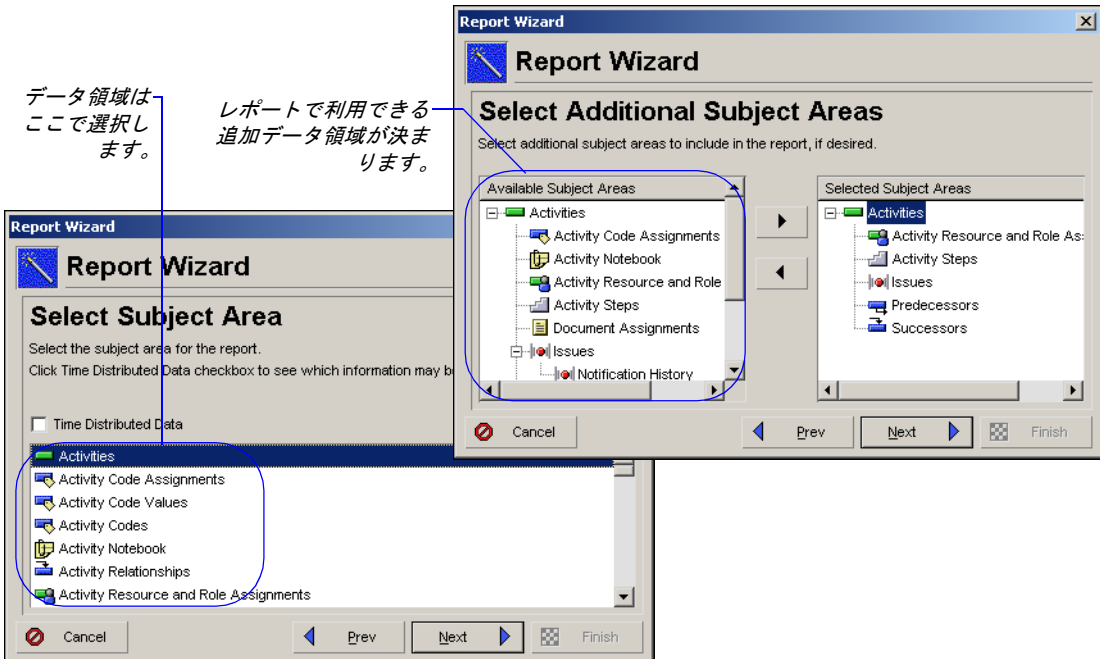 データ領域は
ここで選択し
ます。
レポートで利用できる
追加データ領域が決ま
ります。
Report Wizard
Report Wizard
Select Additional Subject Areas
Select additional subject areas to include in the report, if desired.
Available Subject Areas
Activities
Activity Code Assignments
Activity Notebook
Activity Resource and Role
Activity Steps
Document Assignments
Issues
Notification History
Selected Subject Areas
Activities
Activity Resource and Role As
Activity Steps
Issues
Predecessors
Successors
Cancel
Prev
Next
Finish
Report Wizard
Report Wizard
Select Subject Area
Select the subject area for the report.
Click Time Distributed Data checkbox to see which information may b
Time Distributed Data
Activities
Activity Code Assignments
Activity Code Values
Activity Codes
Activity Notebook
Activity Relationships
Activity Resource and Role Assignments
Cancel
Prev
Next
Finish